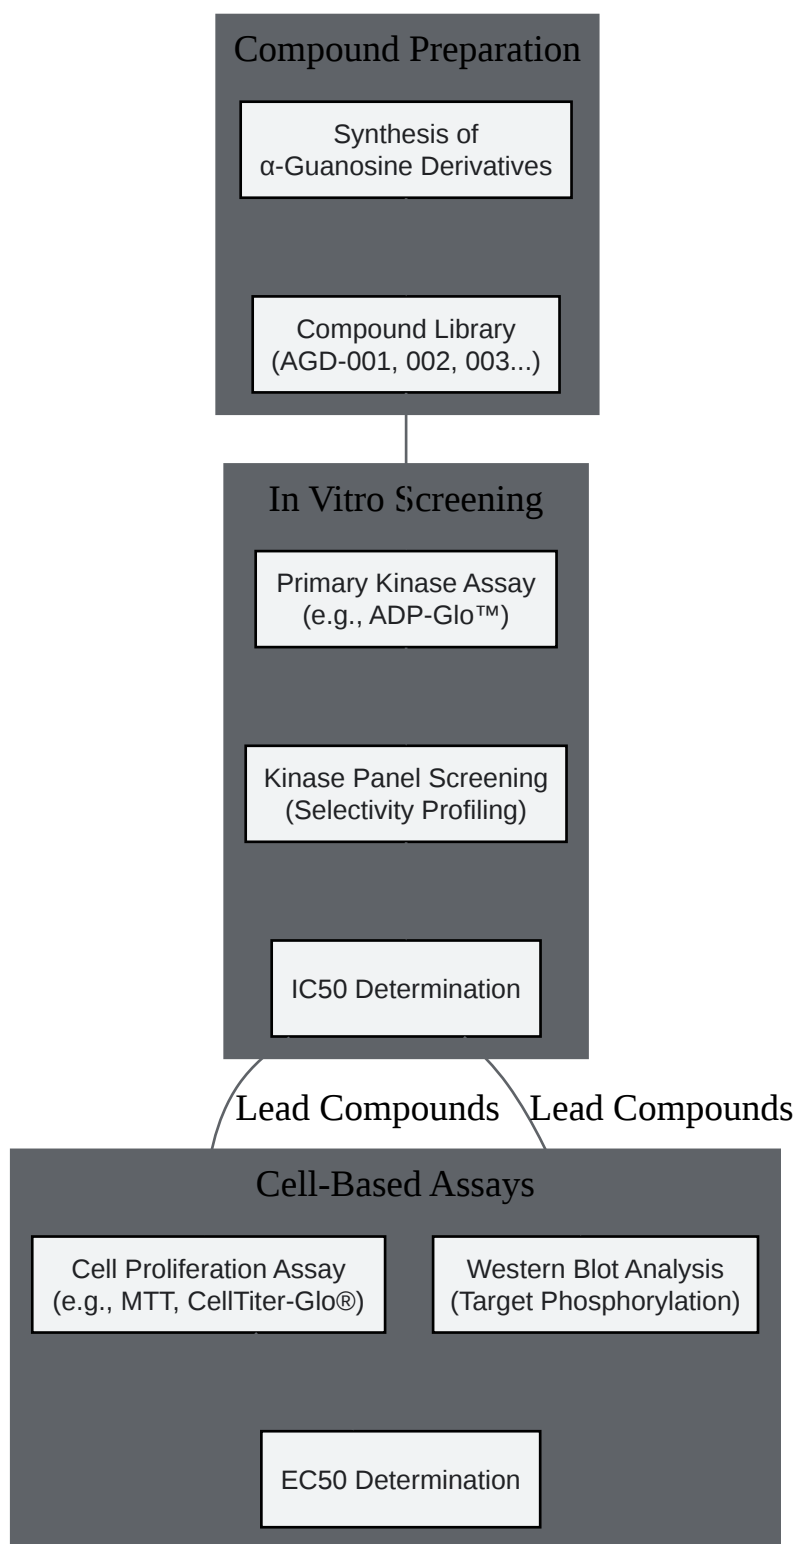 Compound Preparation
Synthesis of
α-Guanosine Derivatives
Compound Library
(AGD-001, 002, 003...)
In Vitro Screening
Primary Kinase Assay
(e.g., ADP-Glo™)
Kinase Panel Screening
(Selectivity Profiling)
IC50 Determination
Lead Compounds
Lead Compounds
Cell-Based Assays
Cell Proliferation Assay
(e.g., MTT, CellTiter-Glo®)
Western Blot Analysis
(Target Phosphorylation)
EC50 Determination